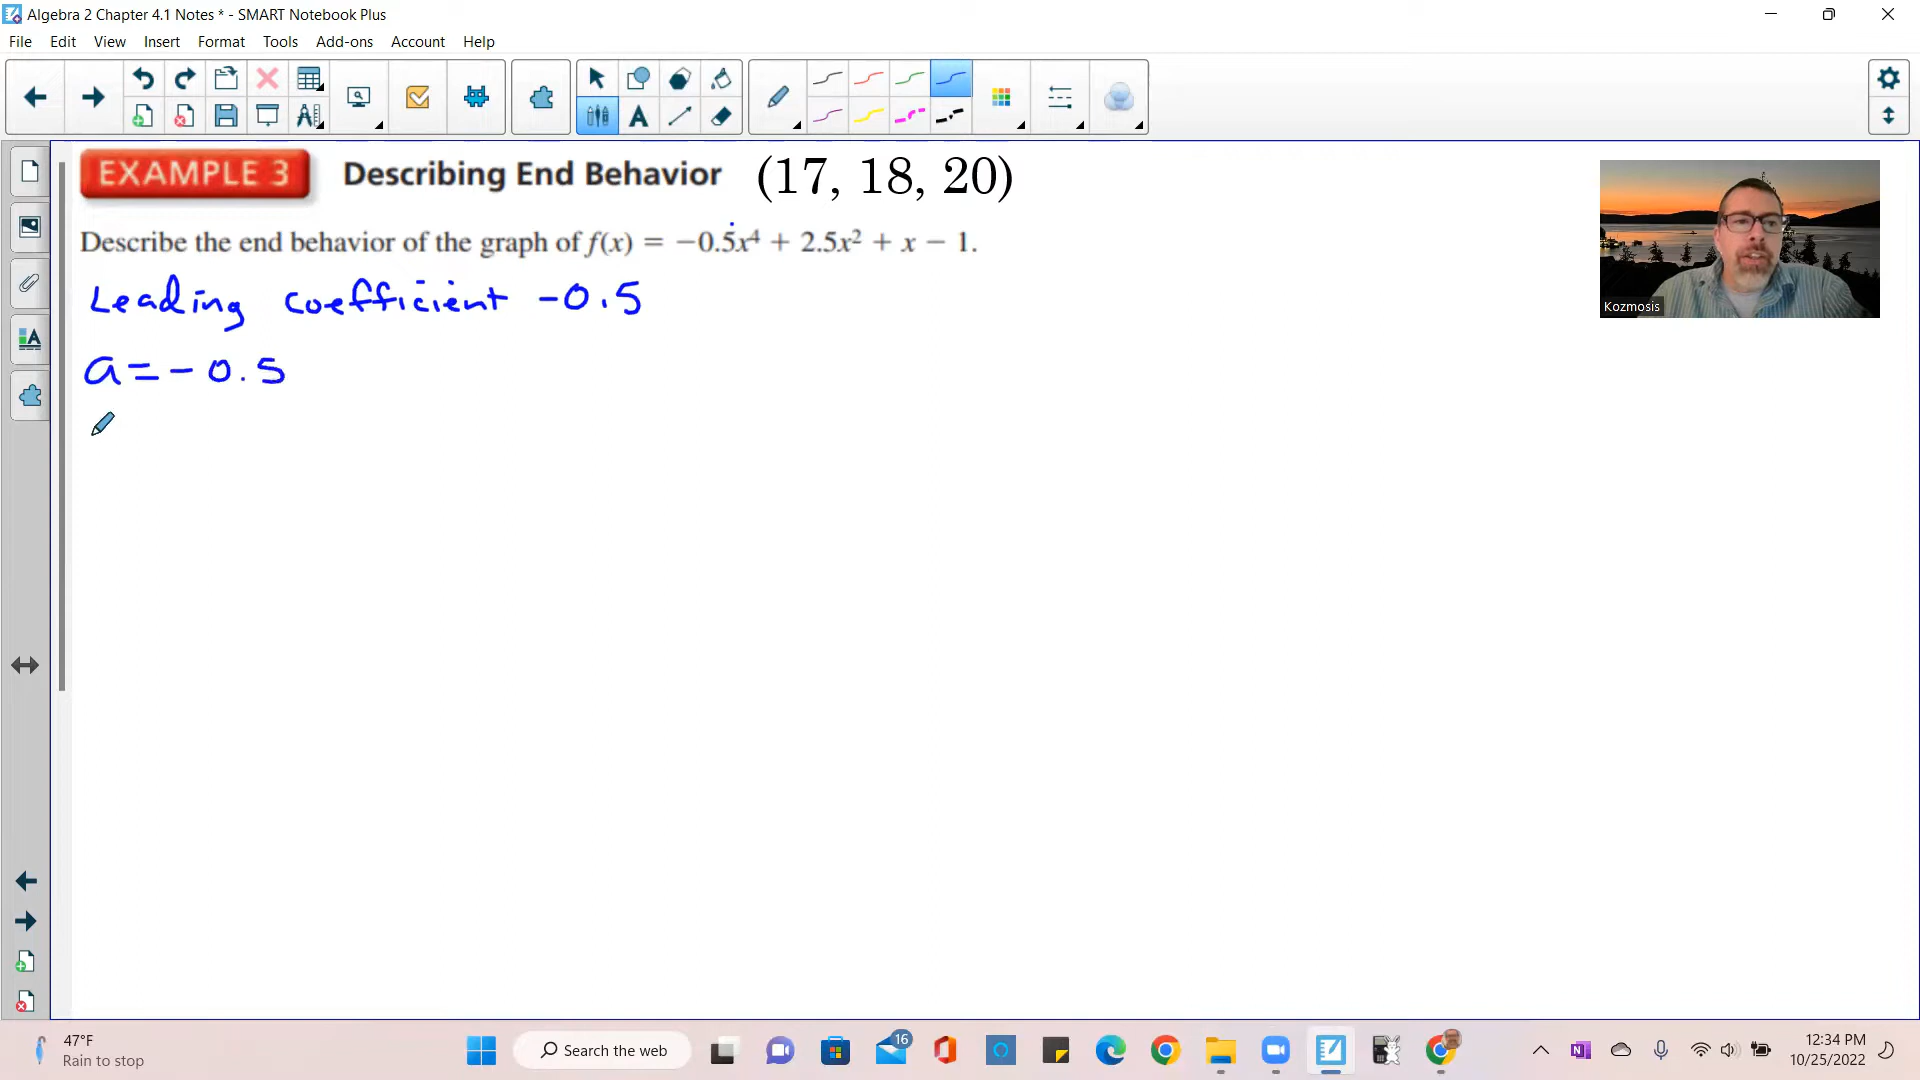 Algebra 2 Chapter 4.1 Notes * - SMART Notebook Plus
File Edit View Insert Format Tools Add-ons Account Help
EXAMPLE 3 Describing End Behavior (17, 18, 20)
Describe the end behavior of the graph of f(x) = −0.5x⁴ + 2.5x² + x − 1.
Leading coefficient -0.5
a = -0.5
Kozmosis
47°F
Rain to stop
Search the web
16
12:34 PM
10/25/2022